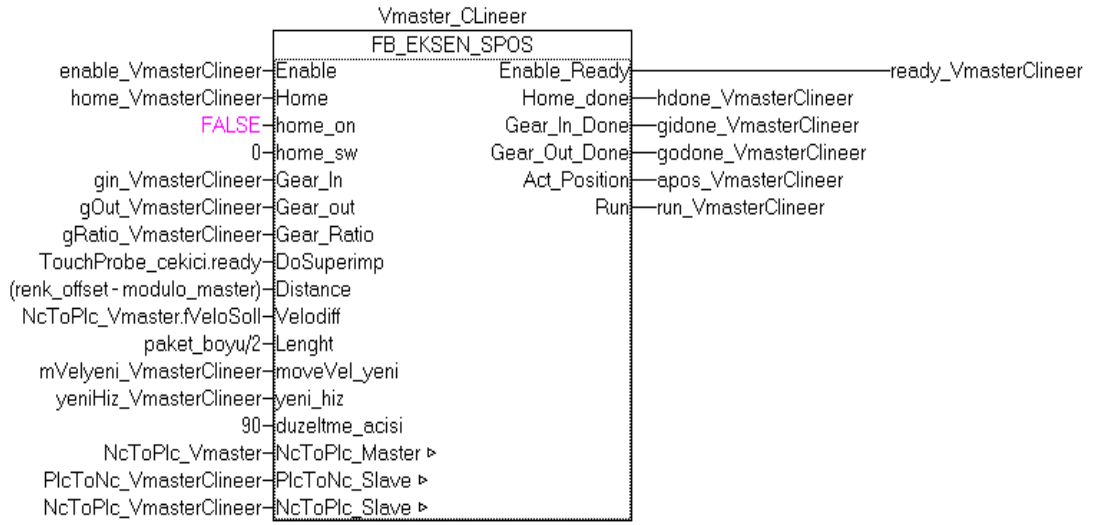 Vmaster_CLineer
FB_EKSEN_SPOS
enable_VmasterClineer Enable Enable_Ready ready_VmasterClineer
home_VmasterClineer Home Home_done hdone_VmasterClineer
FALSE home_on Gear_In_Done gidone_VmasterClineer
0 home_sw Gear_Out_Done godone_VmasterClineer
gin_VmasterClineer Gear_In Act_Position apos_VmasterClineer
gOut_VmasterClineer Gear_out Run run_VmasterClineer
gRatio_VmasterClineer Gear_Ratio
TouchProbe_cekici.ready DoSuperimp
(renk_offset - modulo_master) Distance
NcToPlc_Vmaster.fVeloSoll Velodiff
paket_boyu/2 Lenght
mVelyeni_VmasterClineer moveVel_yeni
yeniHiz_VmasterClineer yeni_hiz
90 duzeltme_acisi
NcToPlc_Vmaster NcToPlc_Master ▹
PlcToNc_VmasterClineer PlcToNc_Slave ▹
NcToPlc_VmasterClineer NcToPlc_Slave ▹